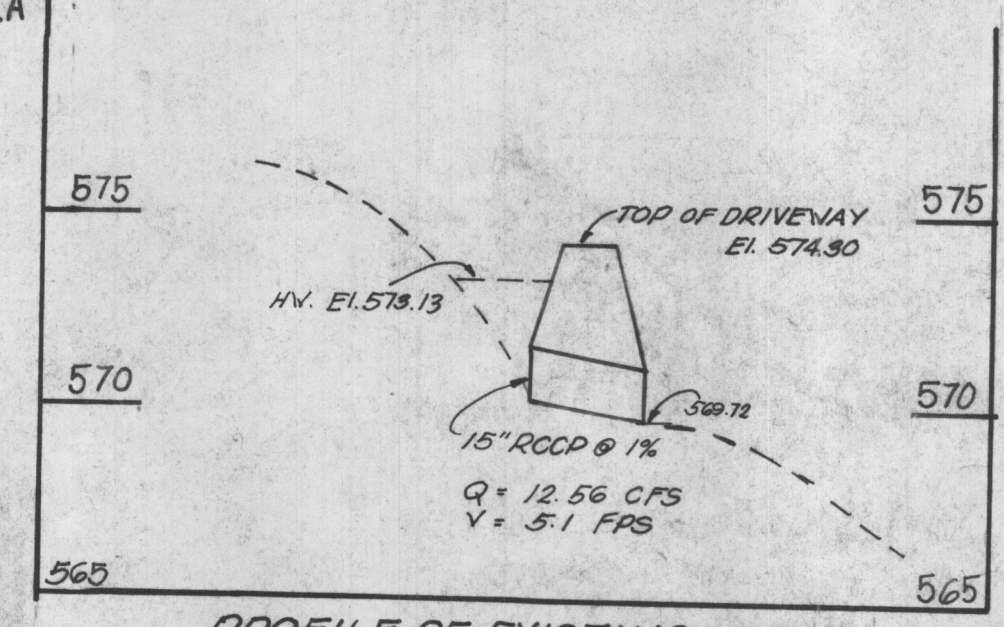 575
575
TOP OF DRIVEWAY
El. 574.30
HW. El. 573.13
570
570
569.72
15" RCCP @ 1%
Q = 12.56 CFS
V = 5.1 FPS
565
565
PROFILE OF EXISTING